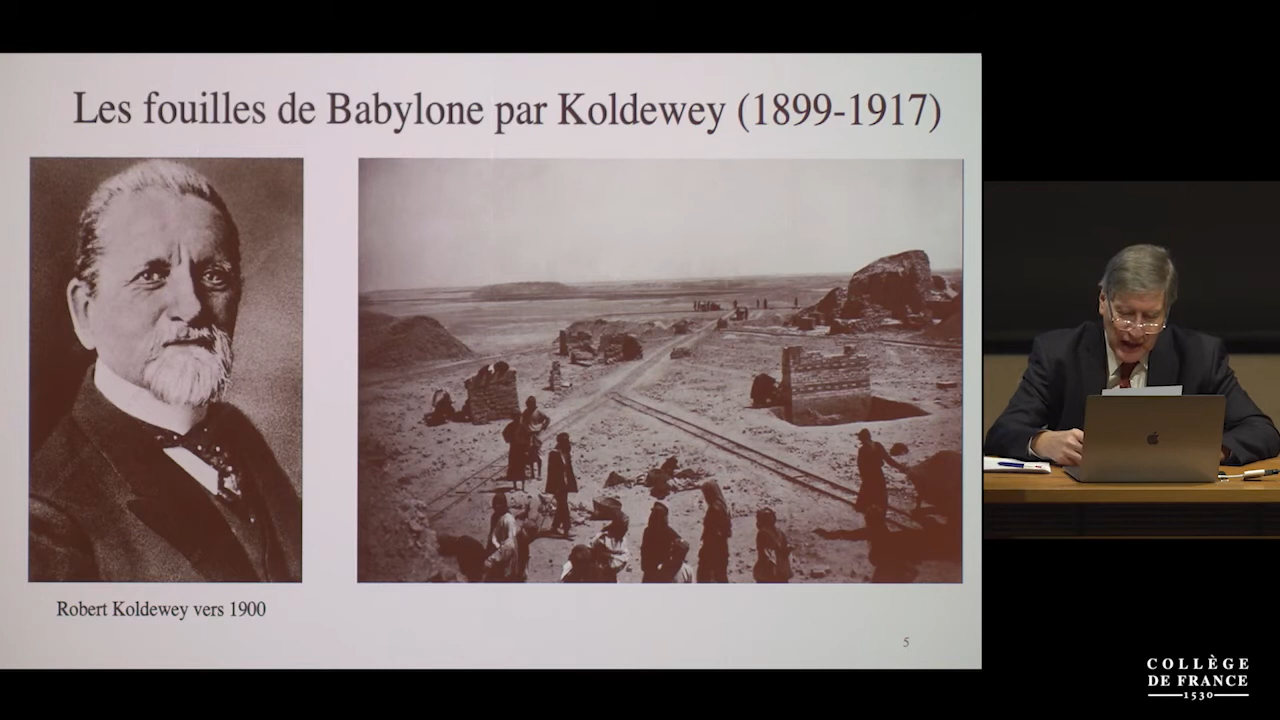 Les fouilles de Babylone par Koldewey (1899-1917)
Robert Koldewey vers 1900
5
COLLÈGE
DE FRANCE
1530